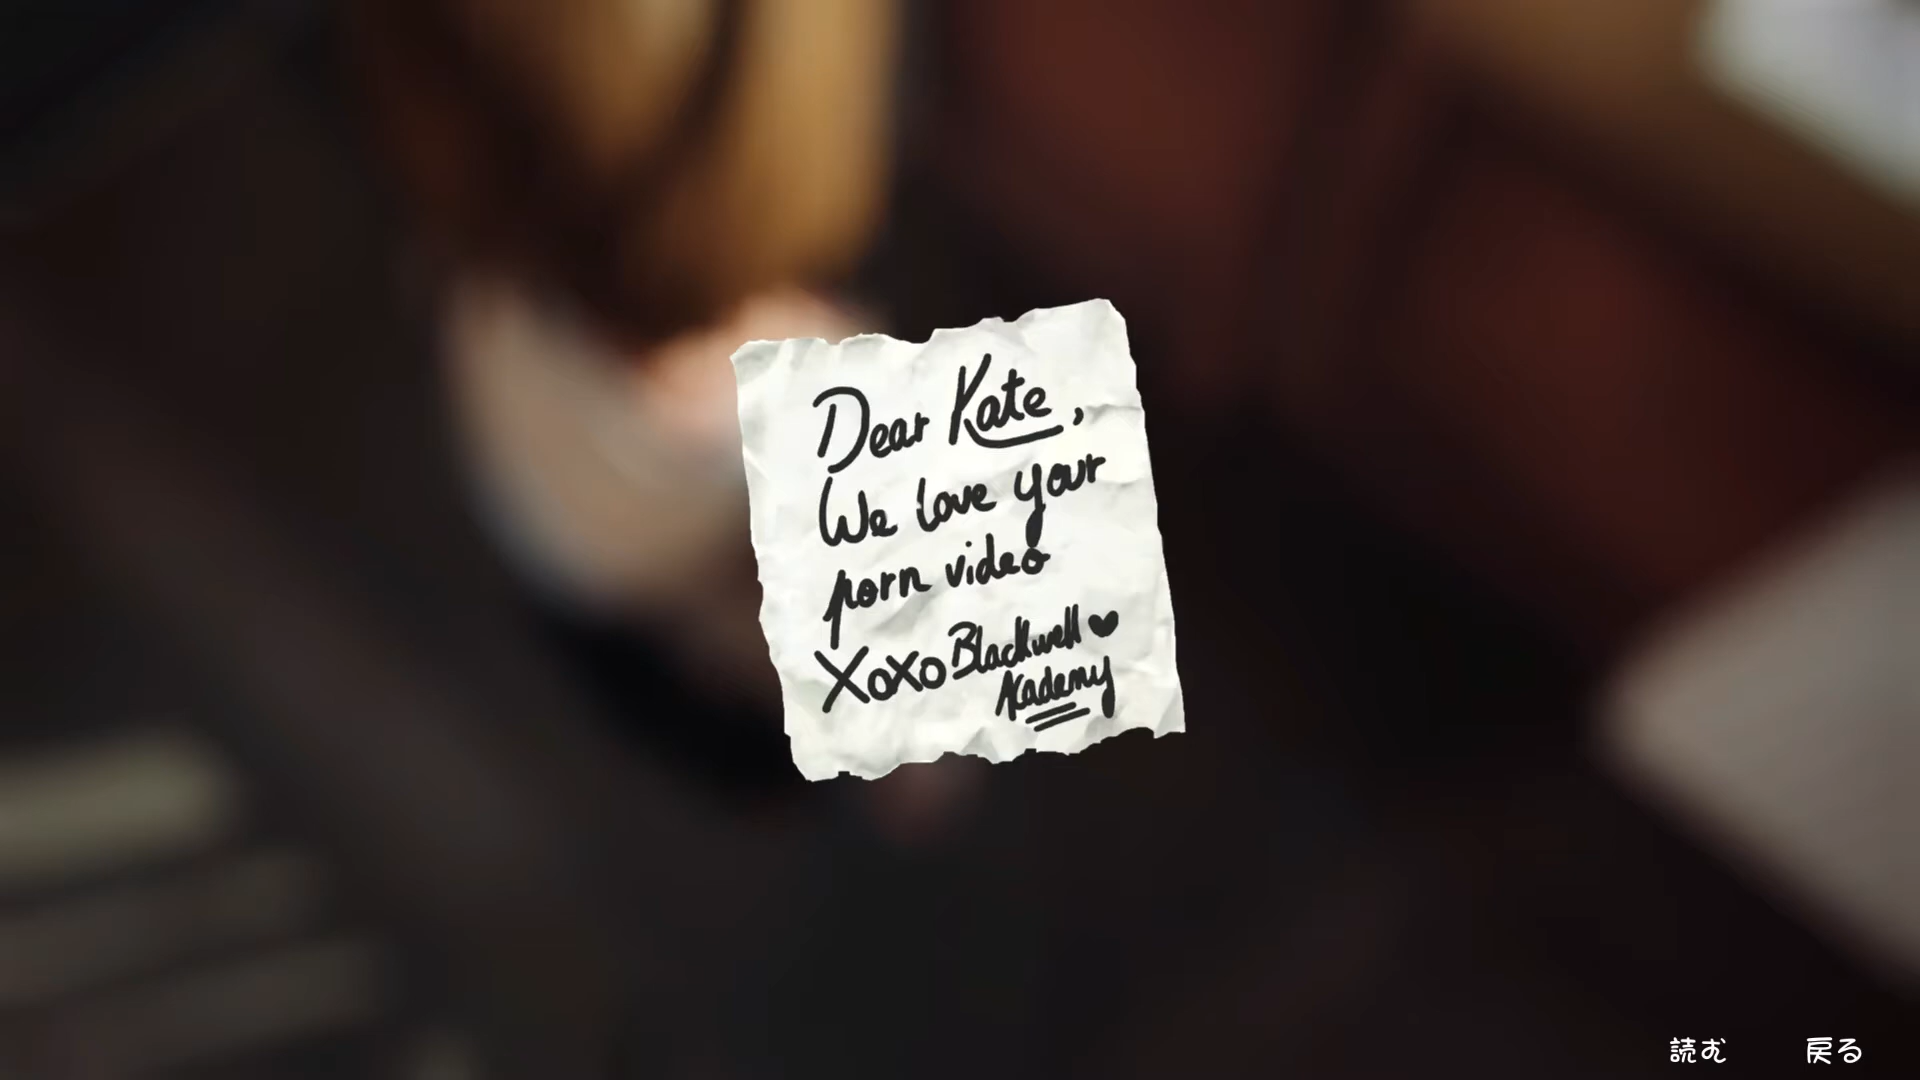 Dear Kate,
We love your
porn video
XoXo Blackwell ♥
Academy
読む 戻る